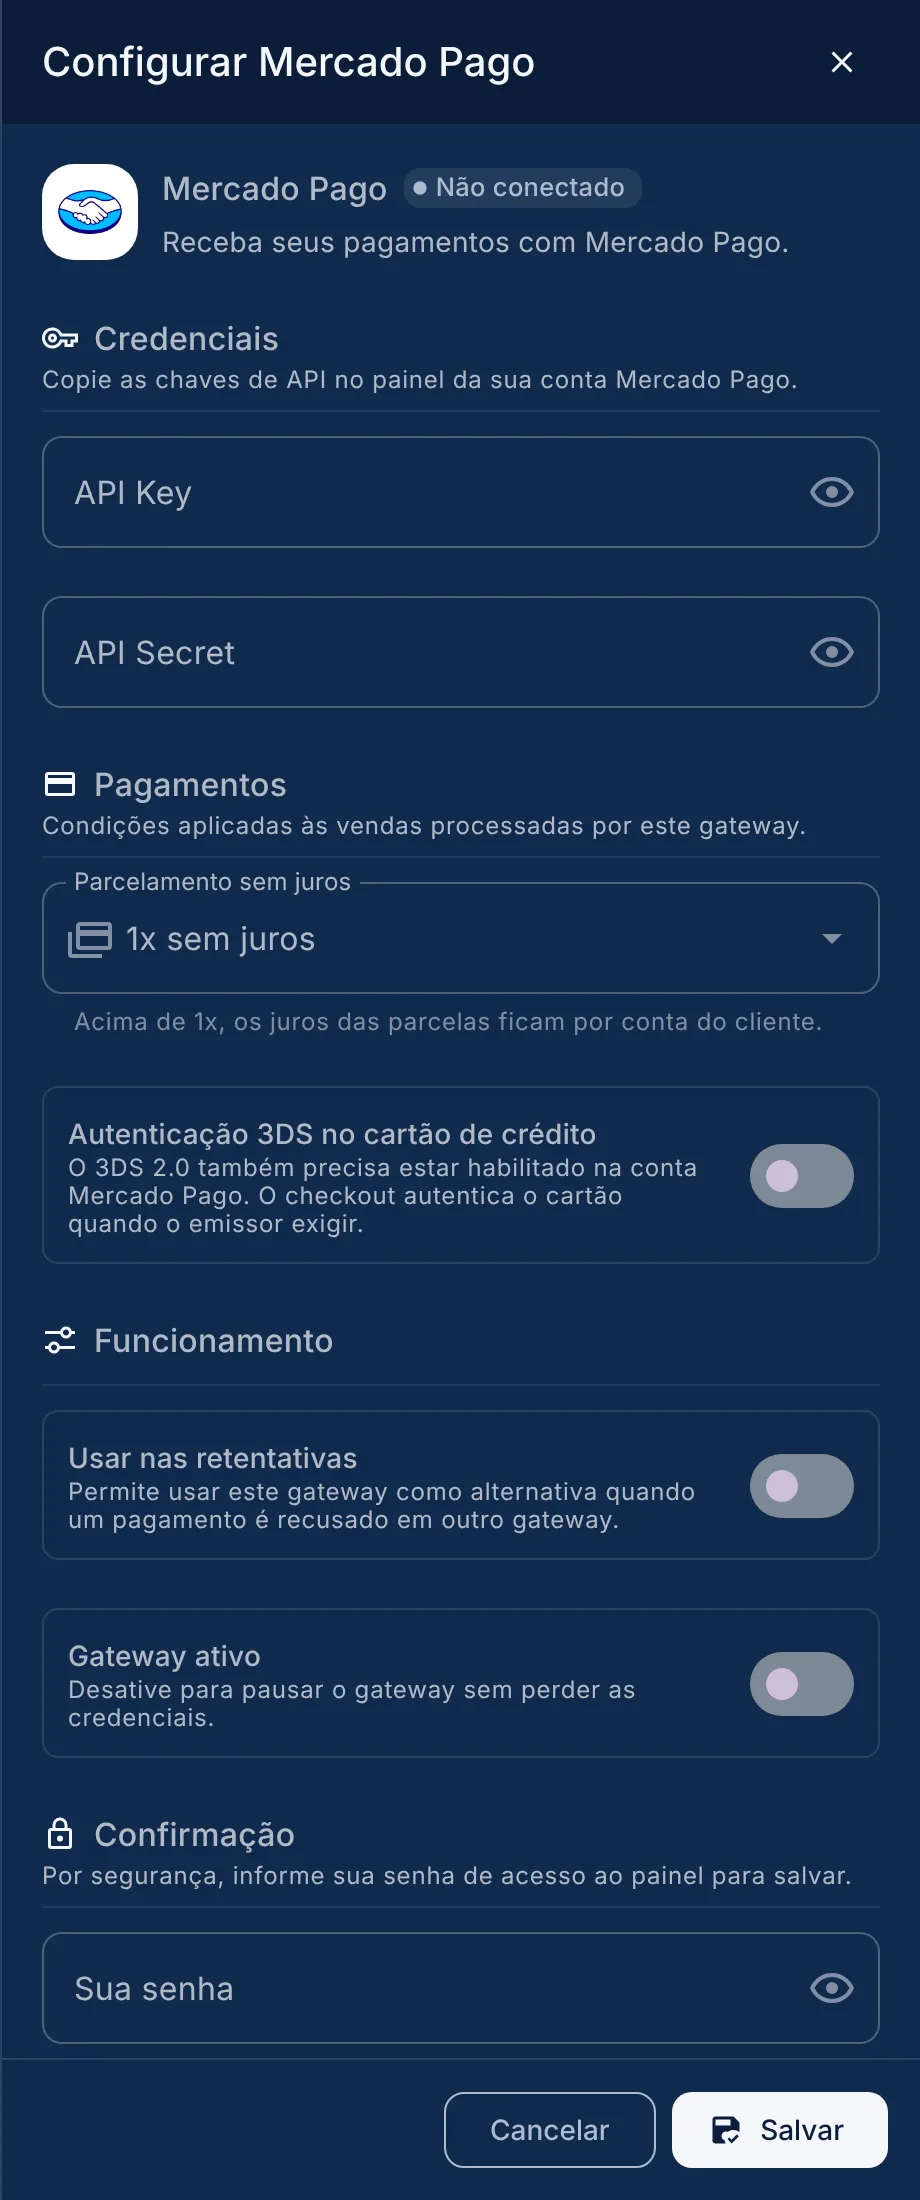 Configurar Mercado Pago
Mercado Pago
Não conectado
Receba seus pagamentos com Mercado Pago.
Credenciais
Copie as chaves de API no painel da sua conta Mercado Pago.
API Key
API Secret
Pagamentos
Condições aplicadas às vendas processadas por este gateway.
Parcelamento sem juros
1x sem juros
Acima de 1x, os juros das parcelas ficam por conta do cliente.
Autenticação 3DS no cartão de crédito
O 3DS 2.0 também precisa estar habilitado na conta
Mercado Pago. O checkout autentica o cartão
quando o emissor exigir.
Funcionamento
Usar nas retentativas
Permite usar este gateway como alternativa quando
um pagamento é recusado em outro gateway.
Gateway ativo
Desative para pausar o gateway sem perder as
credenciais.
Confirmação
Por segurança, informe sua senha de acesso ao painel para salvar.
Sua senha
Cancelar
Salvar